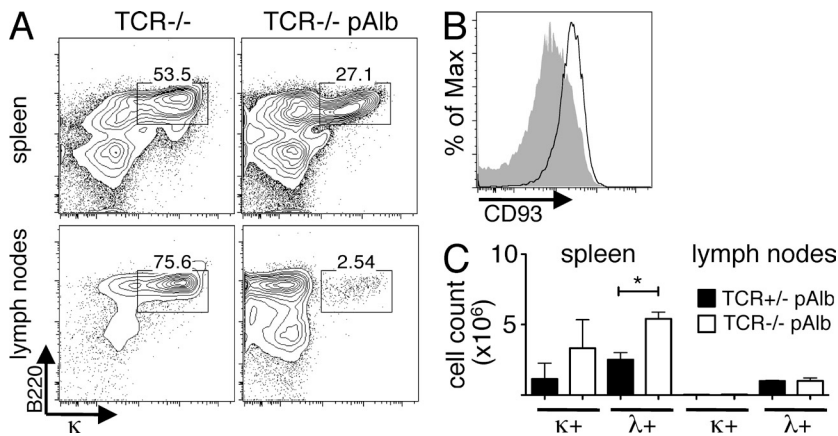 A
TCR-/-
TCR-/- pAlb
53.5
27.1
spleen
75.6
2.54
lymph nodes
B220
κ
B
% of Max
CD93
C
spleen
lymph nodes
10
5
cell count
(x10⁶)
*
TCR+/- pAlb
TCR-/- pAlb
κ+
λ+
κ+
λ+